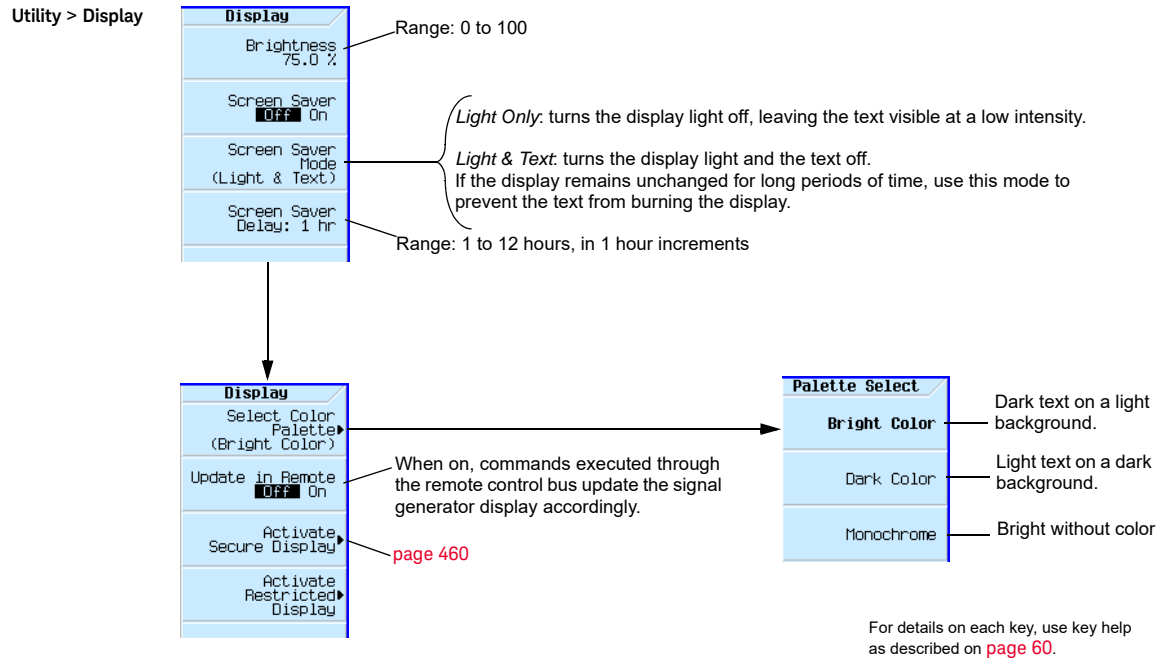 Utility > Display
Display
Brightness
75.0 %
Range: 0 to 100
Screen Saver
Off On
Screen Saver
Mode
(Light & Text)
Light Only: turns the display light off, leaving the text visible at a low intensity.
Light & Text: turns the display light and the text off.
If the display remains unchanged for long periods of time, use this mode to
prevent the text from burning the display.
Screen Saver
Delay: 1 hr
Range: 1 to 12 hours, in 1 hour increments
Display
Select Color
Palette
(Bright Color)
Update in Remote
Off On
When on, commands executed through
the remote control bus update the signal
generator display accordingly.
Activate
Secure Display
page 460
Activate
Restricted
Display
Palette Select
Bright Color
Dark text on a light
background.
Dark Color
Light text on a dark
background.
Monochrome
Bright without color
For details on each key, use key help
as described on page 60.